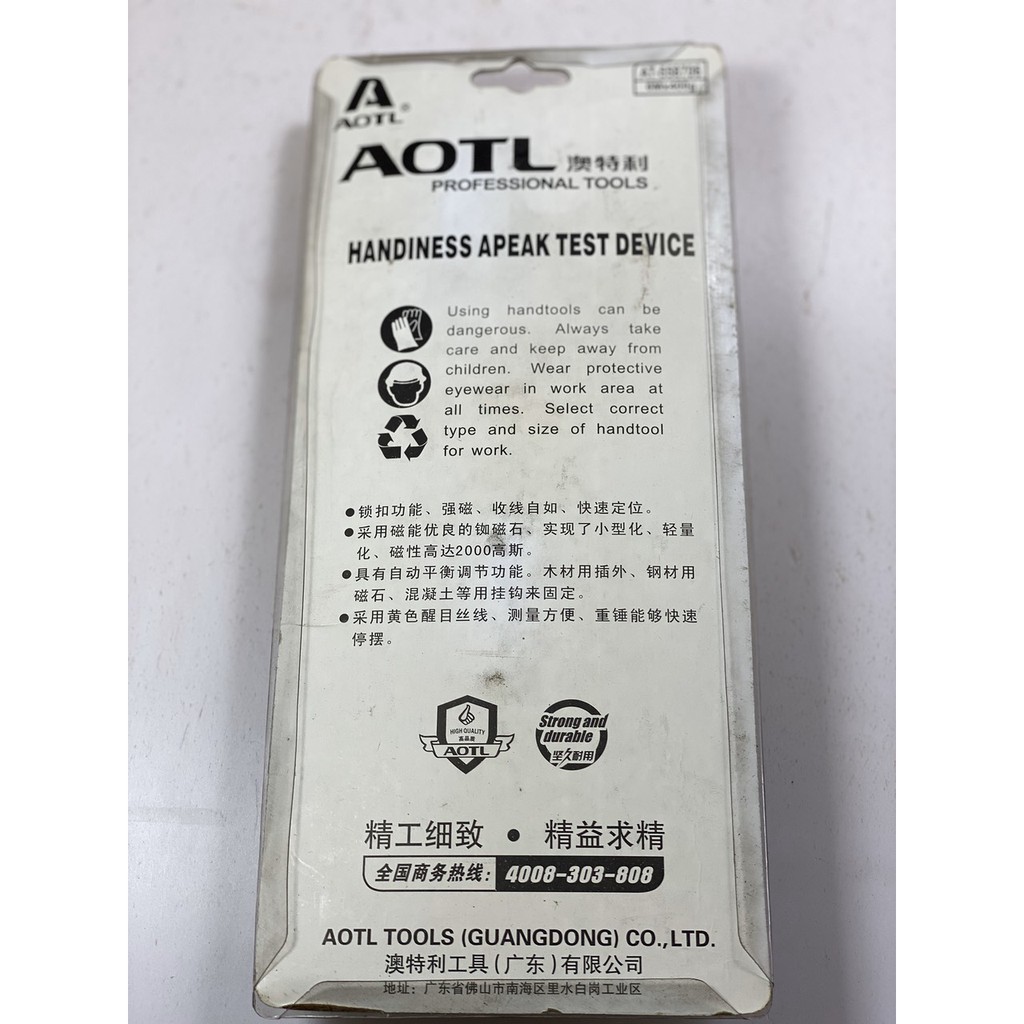 AOTL®
AOTL 澳特利
PROFESSIONAL TOOLS
HANDINESS APEAK TEST DEVICE
Using handtools can be
dangerous. Always take
care and keep away from
children. Wear protective
eyewear in work area at
all times. Select correct
type and size of handtool
for work.
●锁扣功能、强磁、收线自如、快速定位。
●采用磁能优良的铷磁石、实现了小型化、轻量
化、磁性高达2000高斯。
●具有自动平衡调节功能。木材用插外、钢材用
磁石、混凝土等用挂钩来固定。
●采用黄色醒目丝线、测量方便、重锤能够快速
停摆。
HIGH QUALITY
高品质
AOTL
Strong and
durable
坚久耐用
精工细致 • 精益求精
全国商务热线: 4008-303-808
AOTL TOOLS (GUANGDONG) CO.,LTD.
澳特利工具(广东)有限公司
地址: 广东省佛山市南海区里水白岗工业区